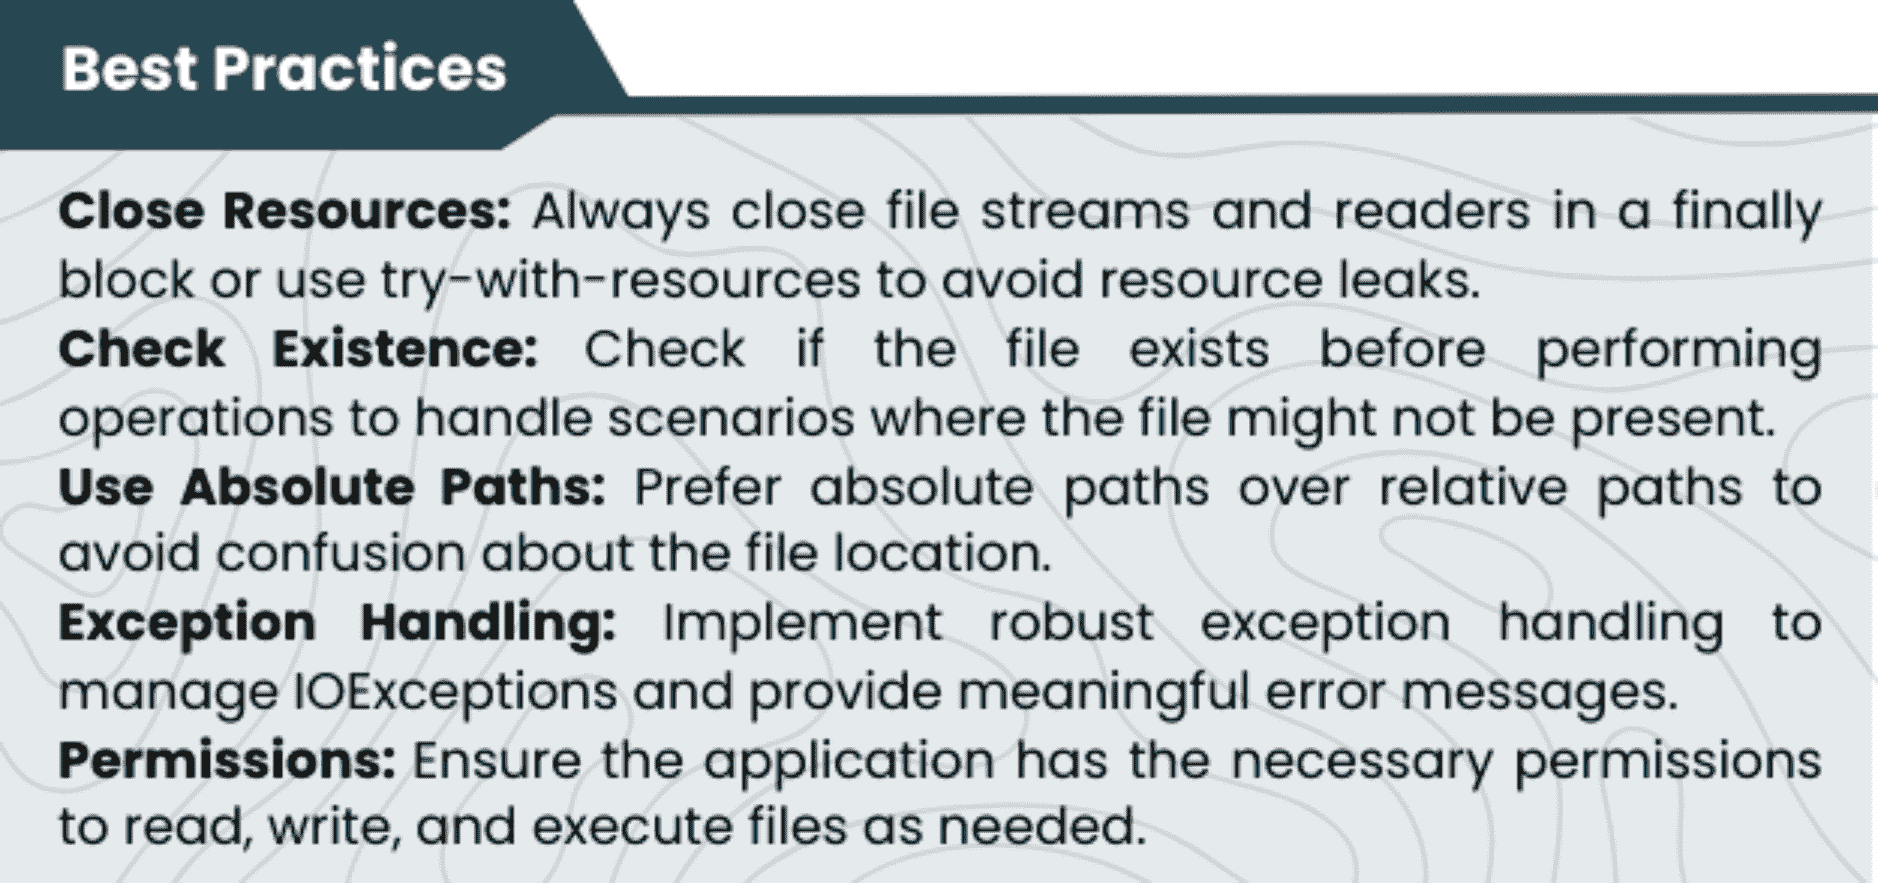 Best Practices
Close Resources: Always close file streams and readers in a finally
block or use try-with-resources to avoid resource leaks.
Check Existence: Check if the file exists before performing
operations to handle scenarios where the file might not be present.
Use Absolute Paths: Prefer absolute paths over relative paths to
avoid confusion about the file location.
Exception Handling: Implement robust exception handling to
manage IOExceptions and provide meaningful error messages.
Permissions: Ensure the application has the necessary permissions
to read, write, and execute files as needed.